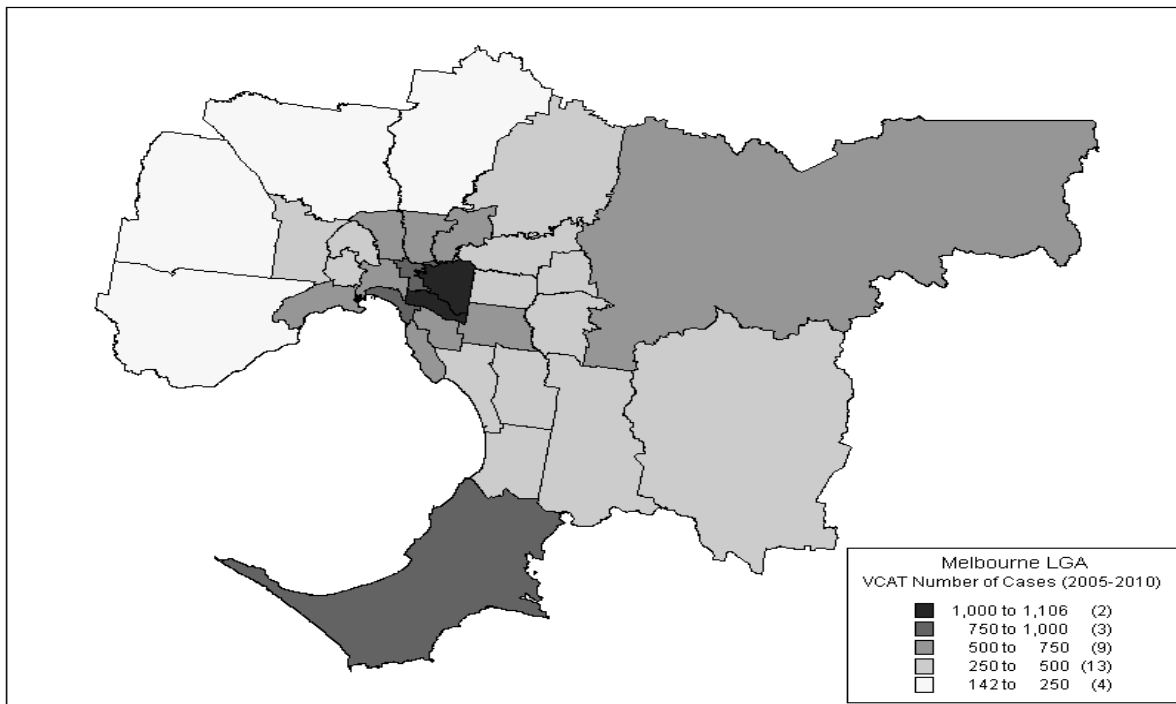 Melbourne LGA
VCAT Number of Cases (2005-2010)
1,000 to 1,106 (2)
750 to 1,000 (3)
500 to 750 (9)
250 to 500 (13)
142 to 250 (4)